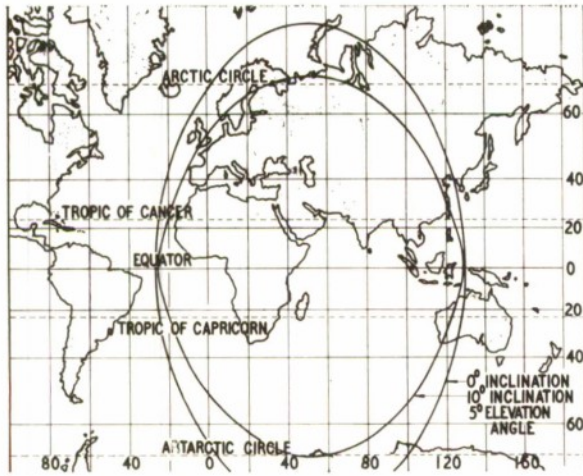 ARCTIC CIRCLE
60
40
TROPIC OF CANCER
20
EQUATOR
0
20
TROPIC OF CAPRICORN
40
0° INCLINATION
10° INCLINATION
5° ELEVATION
ANGLE
60
ANTARCTIC CIRCLE
80 40 0 40 80 120 160